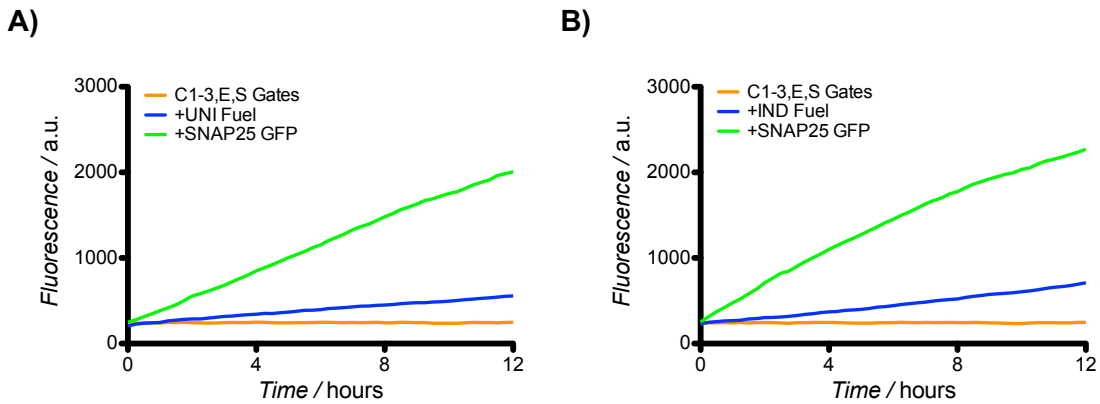 A)
3000
2000
1000
0
Fluorescence / a.u.
C1-3,E,S Gates
+UNI Fuel
+SNAP25 GFP
0 4 8 12
Time / hours
B)
3000
2000
1000
0
Fluorescence / a.u.
C1-3,E,S Gates
+IND Fuel
+SNAP25 GFP
0 4 8 12
Time / hours